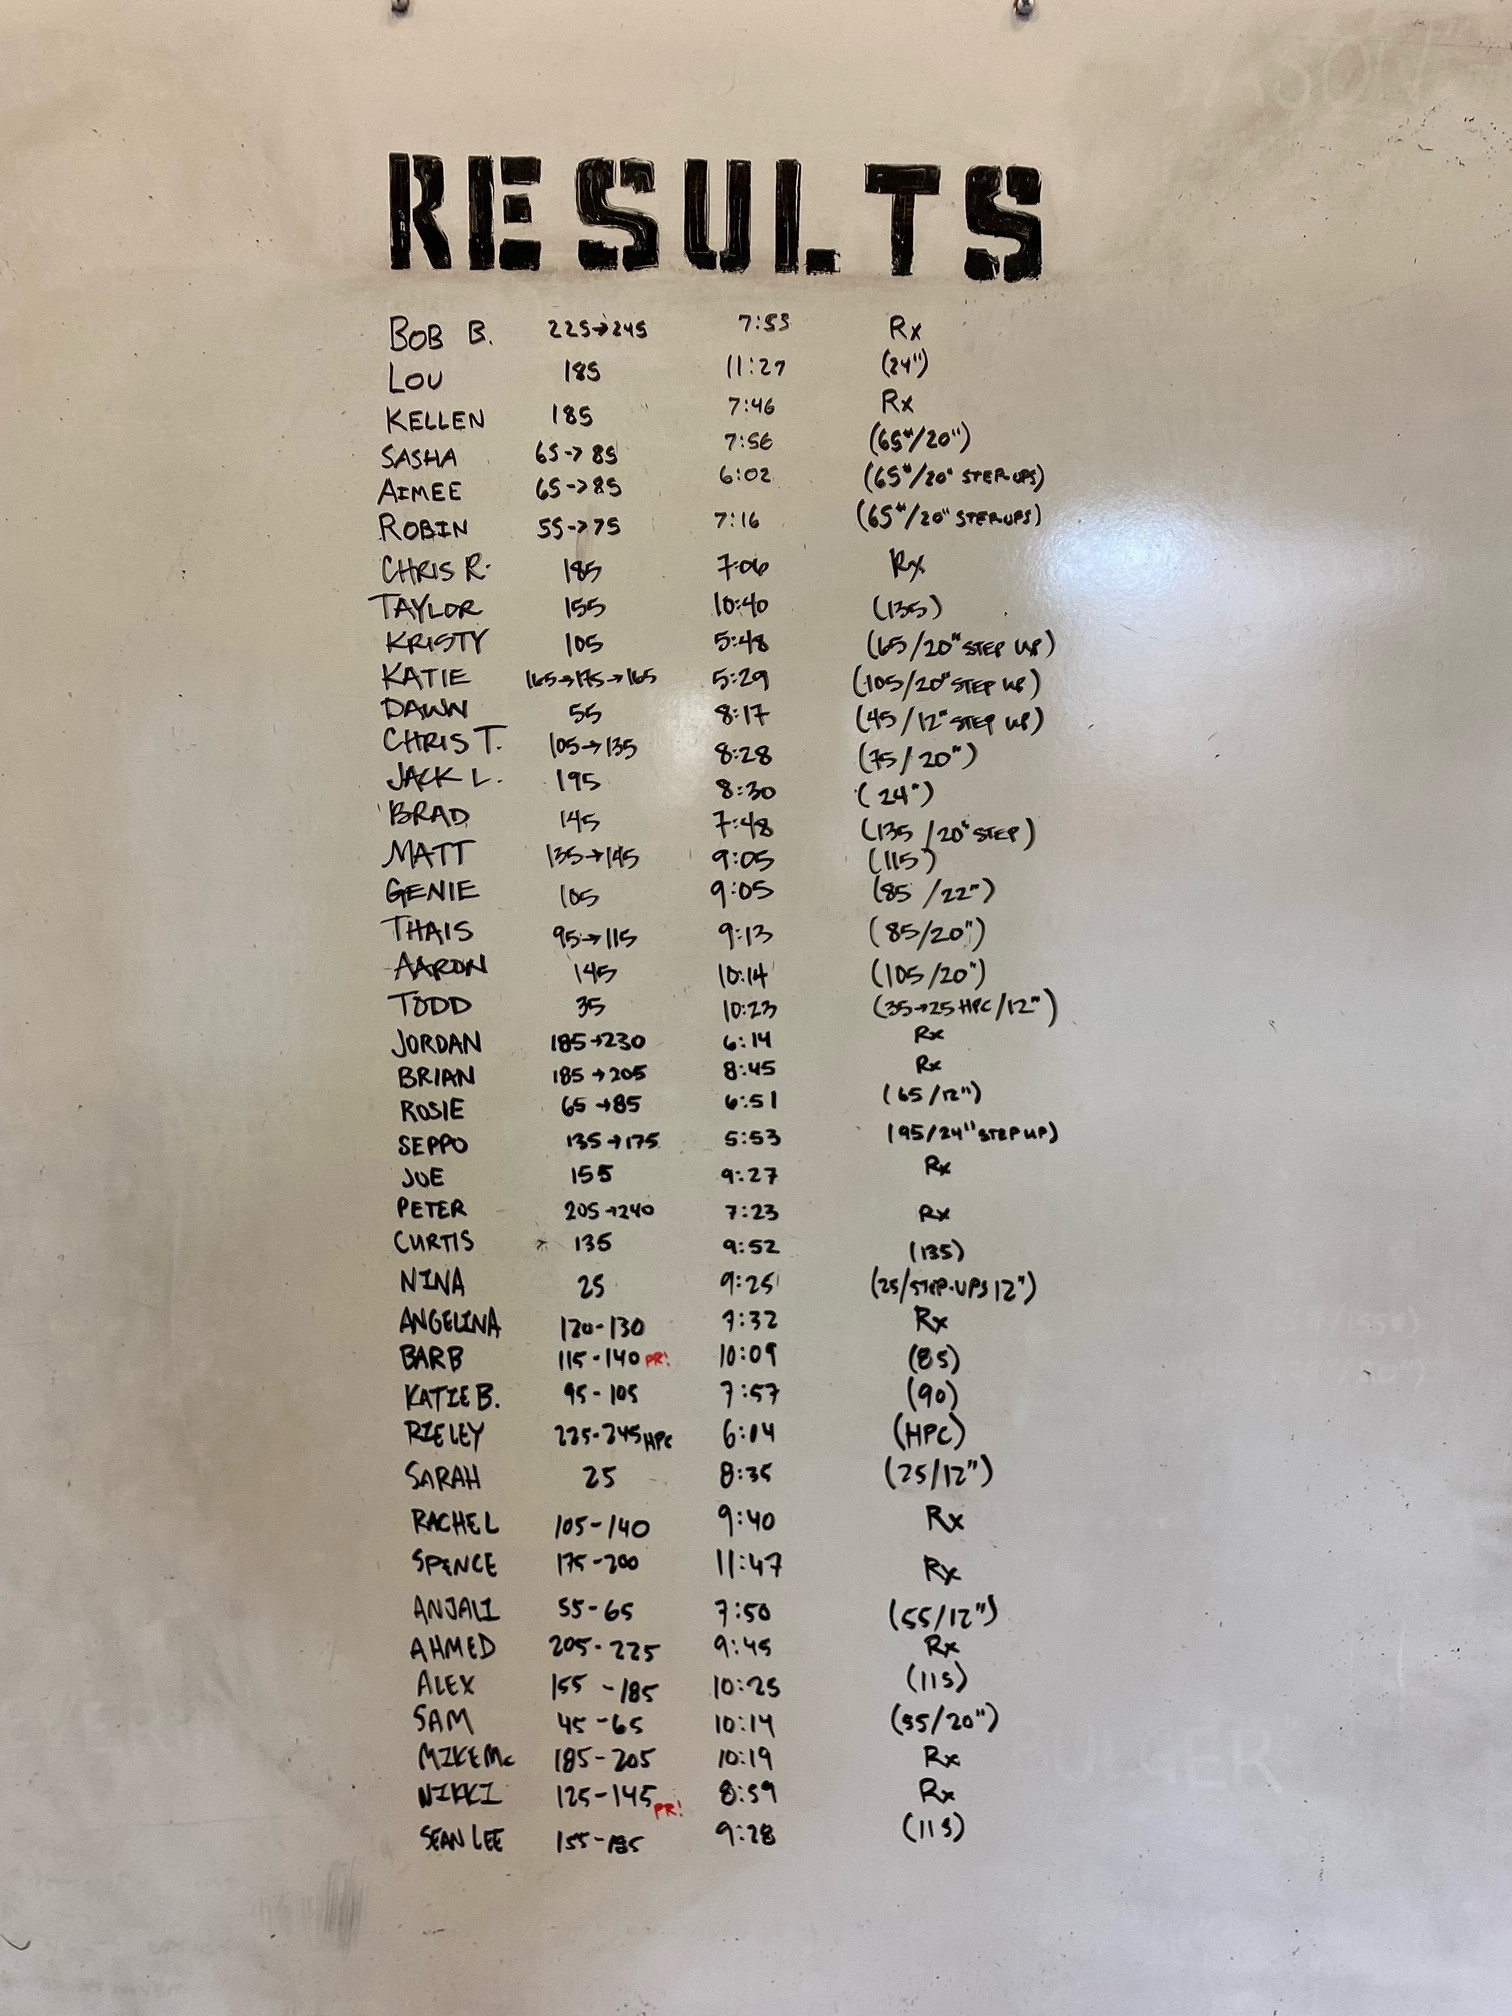 RESULTS
BOB B. 225→245 7:53 Rx
LOU 185 11:27 (24")
KELLEN 185 7:46 Rx
SASHA 65->85 7:56 (65#/20")
AIMEE 65->85 6:02 (65#/20" STEP-UPS)
ROBIN 55->75 7:16 (65#/20" STEP-UPS)
CHRIS R. 185 7:06 Rx
TAYLOR 155 10:40 (135)
KRISTY 105 5:48 (65/20" STEP UP)
KATIE 165→175→165 5:29 (105/20" STEP UP)
DAWN 55 8:17 (45/12" STEP UP)
CHRIS T. 105→135 8:28 (75/20")
JACK L. 195 8:30 (24")
BRAD 145 7:48 (135/20" STEP)
MATT 135→145 9:05 (115)
GENIE 105 9:05 (85/22")
THAIS 95→115 9:13 (85/20")
AARON 145 10:14 (105/20")
TODD 35 10:23 (35→25 HPC/12")
JORDAN 185→230 6:14 Rx
BRIAN 185→205 8:45 Rx
ROSIE 65→85 6:51 (65/12")
SEPPO 135→175 5:53 (95/24" STEP UP)
JOE 155 9:27 Rx
PETER 205→240 7:23 Rx
CURTIS 135 9:52 (135)
NINA 25 9:25 (25/STEP-UPS 12")
ANGELINA 120-130 7:32 Rx
BARB 115-140 PR! 10:09 (85)
KATIE B. 95-105 7:57 (90)
RIELEY 225-245 HPC 6:04 (HPC)
SARAH 25 8:35 (25/12")
RACHEL 105-140 9:40 Rx
SPENCE 175-200 11:47 Rx
ANJALI 55-65 7:50 (55/12")
AHMED 205-225 9:45 Rx
ALEX 155-185 10:25 (115)
SAM 45-65 10:14 (55/20")
MIKE Mc 185-205 10:19 Rx
NIKKI 125-145 PR! 8:59 Rx
SEAN LEE 155-185 9:28 (115)